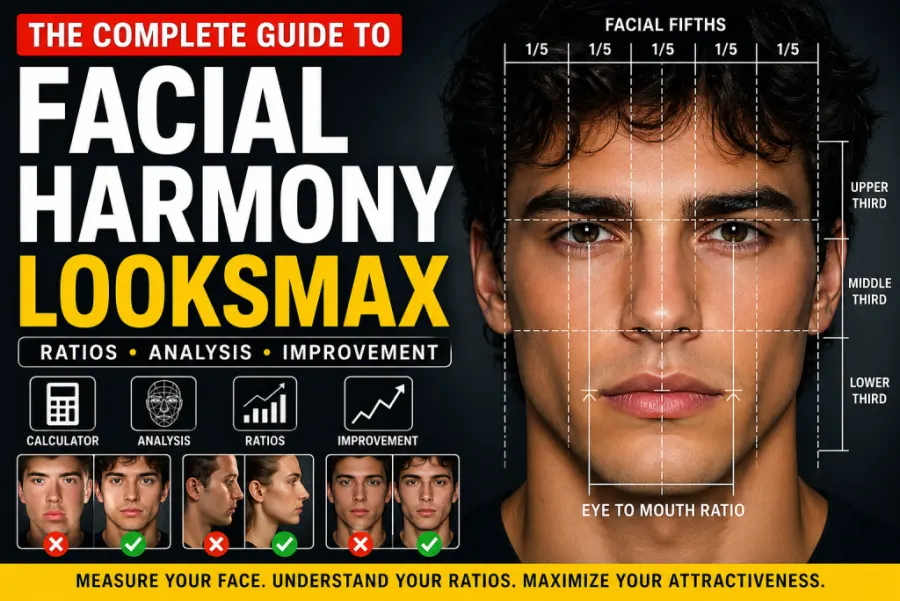 THE COMPLETE GUIDE TO
FACIAL
HARMONY
LOOKSMAX
RATIOS • ANALYSIS • IMPROVEMENT
CALCULATOR
ANALYSIS
RATIOS
IMPROVEMENT
FACIAL FIFTHS
1/5 1/5 1/5 1/5 1/5
UPPER
THIRD
MIDDLE
THIRD
LOWER
THIRD
EYE TO MOUTH RATIO
MEASURE YOUR FACE. UNDERSTAND YOUR RATIOS. MAXIMIZE YOUR ATTRACTIVENESS.